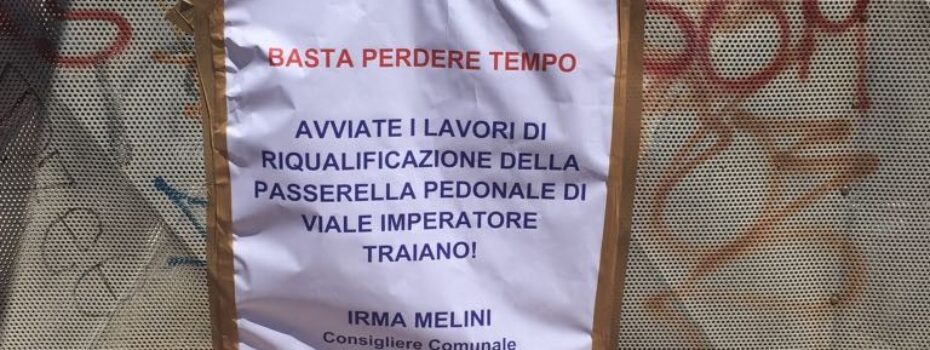 BASTA PERDERE TEMPO
AVVIATE I LAVORI DI
RIQUALIFICAZIONE DELLA
PASSERELLA PEDONALE DI
VIALE IMPERATORE
TRAIANO!
IRMA MELINI
Consigliere Comunale